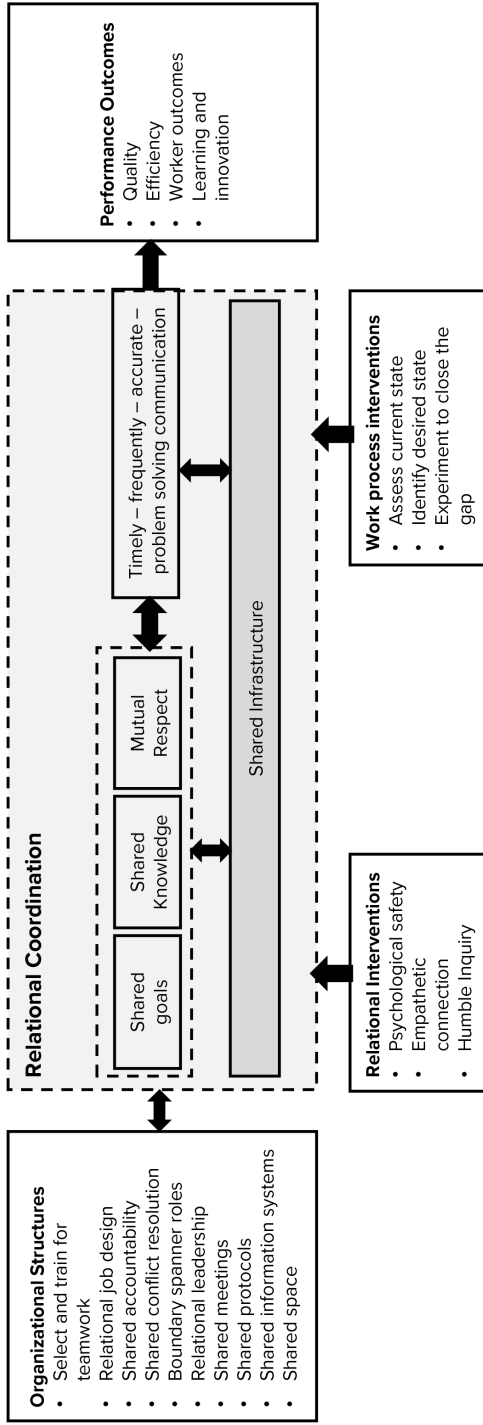 Organizational Structures
• Select and train for
teamwork
• Relational job design
• Shared accountability
• Shared conflict resolution
• Boundary spanner roles
• Relational leadership
• Shared meetings
• Shared protocols
• Shared information systems
• Shared space
Relational Coordination
Shared
goals
Shared
Knowledge
Mutual
Respect
Timely – frequently – accurate –
problem solving communication
Shared Infrastructure
Performance Outcomes
• Quality
• Efficiency
• Worker outcomes
• Learning and
innovation
Relational Interventions
• Psychological safety
• Empathetic
connection
• Humble Inquiry
Work process interventions
• Assess current state
• Identify desired state
• Experiment to close the
gap